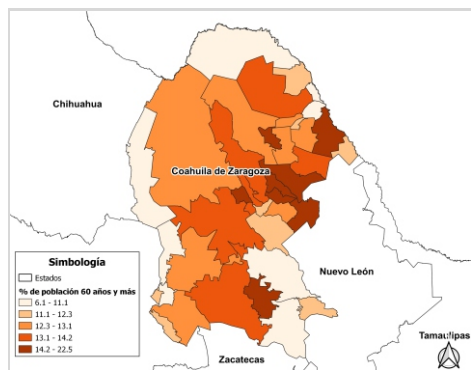 Chihuahua
Coahuila de Zaragoza
Nuevo León
Tamaulipas
Zacatecas
Simbología
Estados
% de población 60 años y más
6.1 - 11.1
11.1 - 12.3
12.3 - 13.1
13.1 - 14.2
14.2 - 22.5